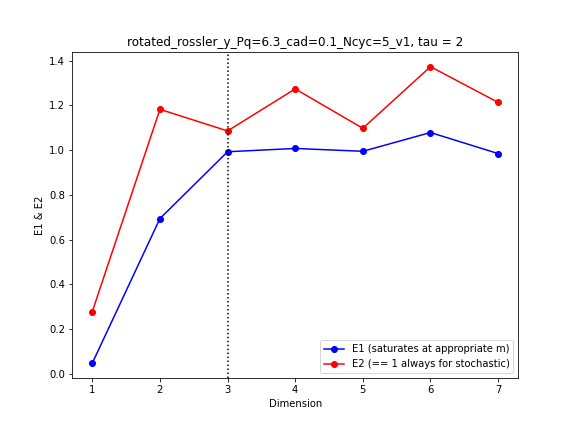 rotated_rossler_y_Pq=6.3_cad=0.1_Ncyc=5_v1, tau = 2
1.4
1.2
1.0
0.8
0.6
0.4
0.2
0.0
E1 & E2
E1 (saturates at appropriate m)
E2 (== 1 always for stochastic)
1 2 3 4 5 6 7
Dimension